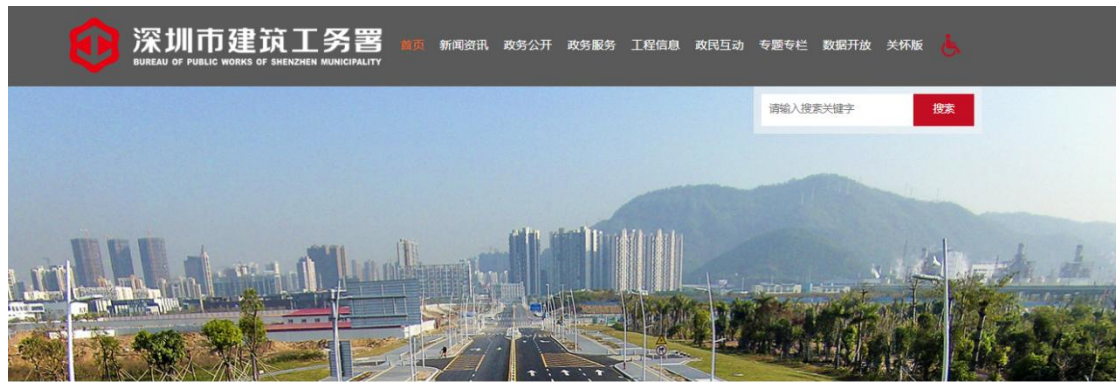 深圳市建筑工务署
BUREAU OF PUBLIC WORKS OF SHENZHEN MUNICIPALITY
首页 新闻资讯 政务公开 政务服务 工程信息 政民互动 专题专栏 数据开放 关怀版
请输入搜索关键字 搜索